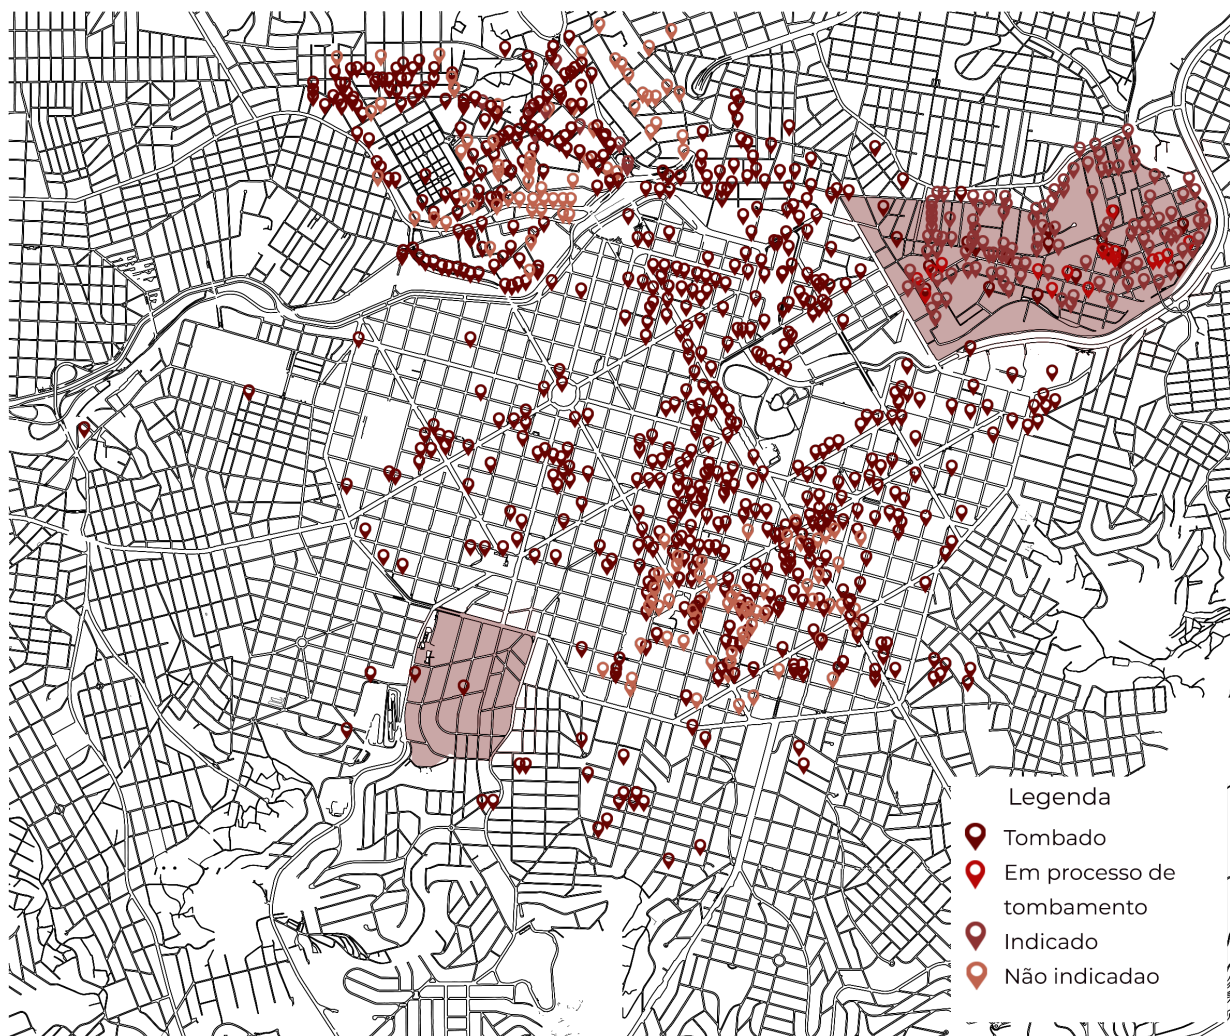 Legenda
Tombado
Em processo de
tombamento
Indicado
Não indicadao